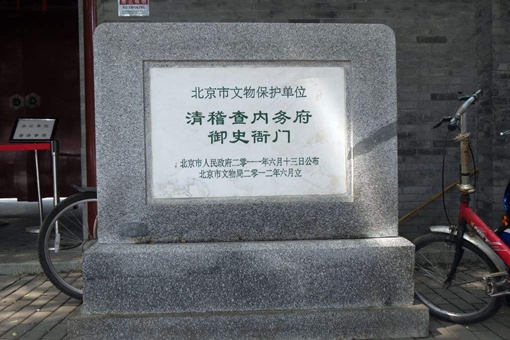 北京市文物保护单位
清稽查内务府
御史衙门
北京市人民政府二零一一年六月十三日公布
北京市文物局二零一二年六月立